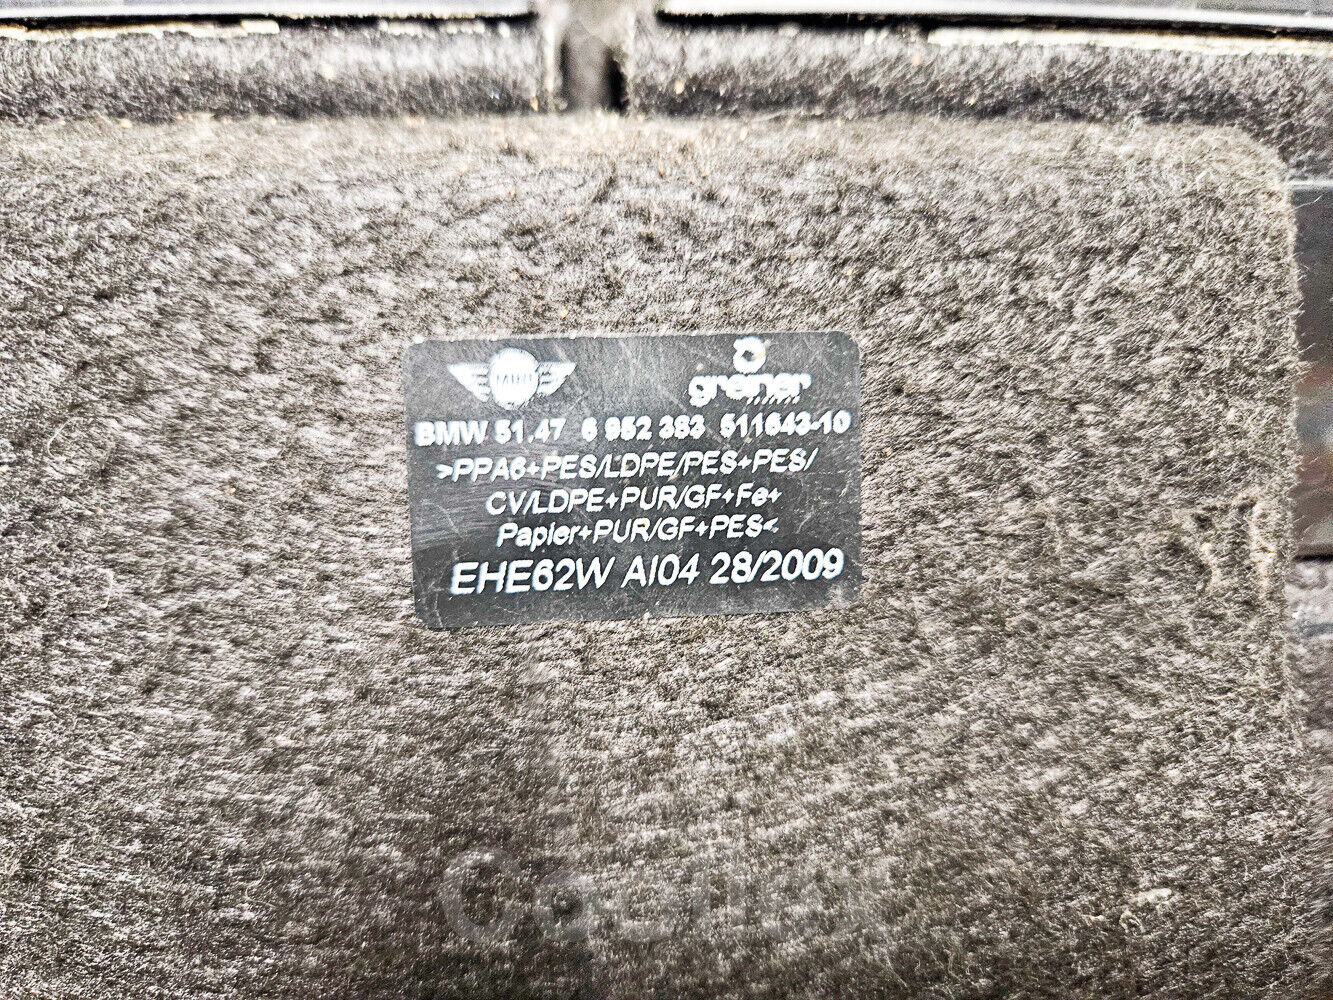 MINI
greiner
BMW 51.47 6 952 383 511643-10
>PPA6+PES/LDPE/PES+PES/
CV/LDPE+PUR/GF+Fe+
Papier+PUR/GF+PES<
EHE62W AI04 28/2009